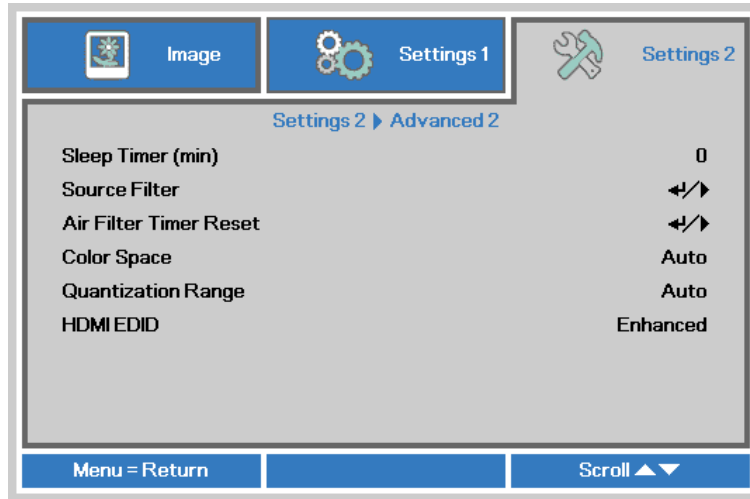 Image
Settings 1
Settings 2
Settings 2 ▶ Advanced 2
Sleep Timer (min) 0
Source Filter ↵/▶
Air Filter Timer Reset ↵/▶
Color Space Auto
Quantization Range Auto
HDMI EDID Enhanced
Menu = Return
Scroll ▲▼